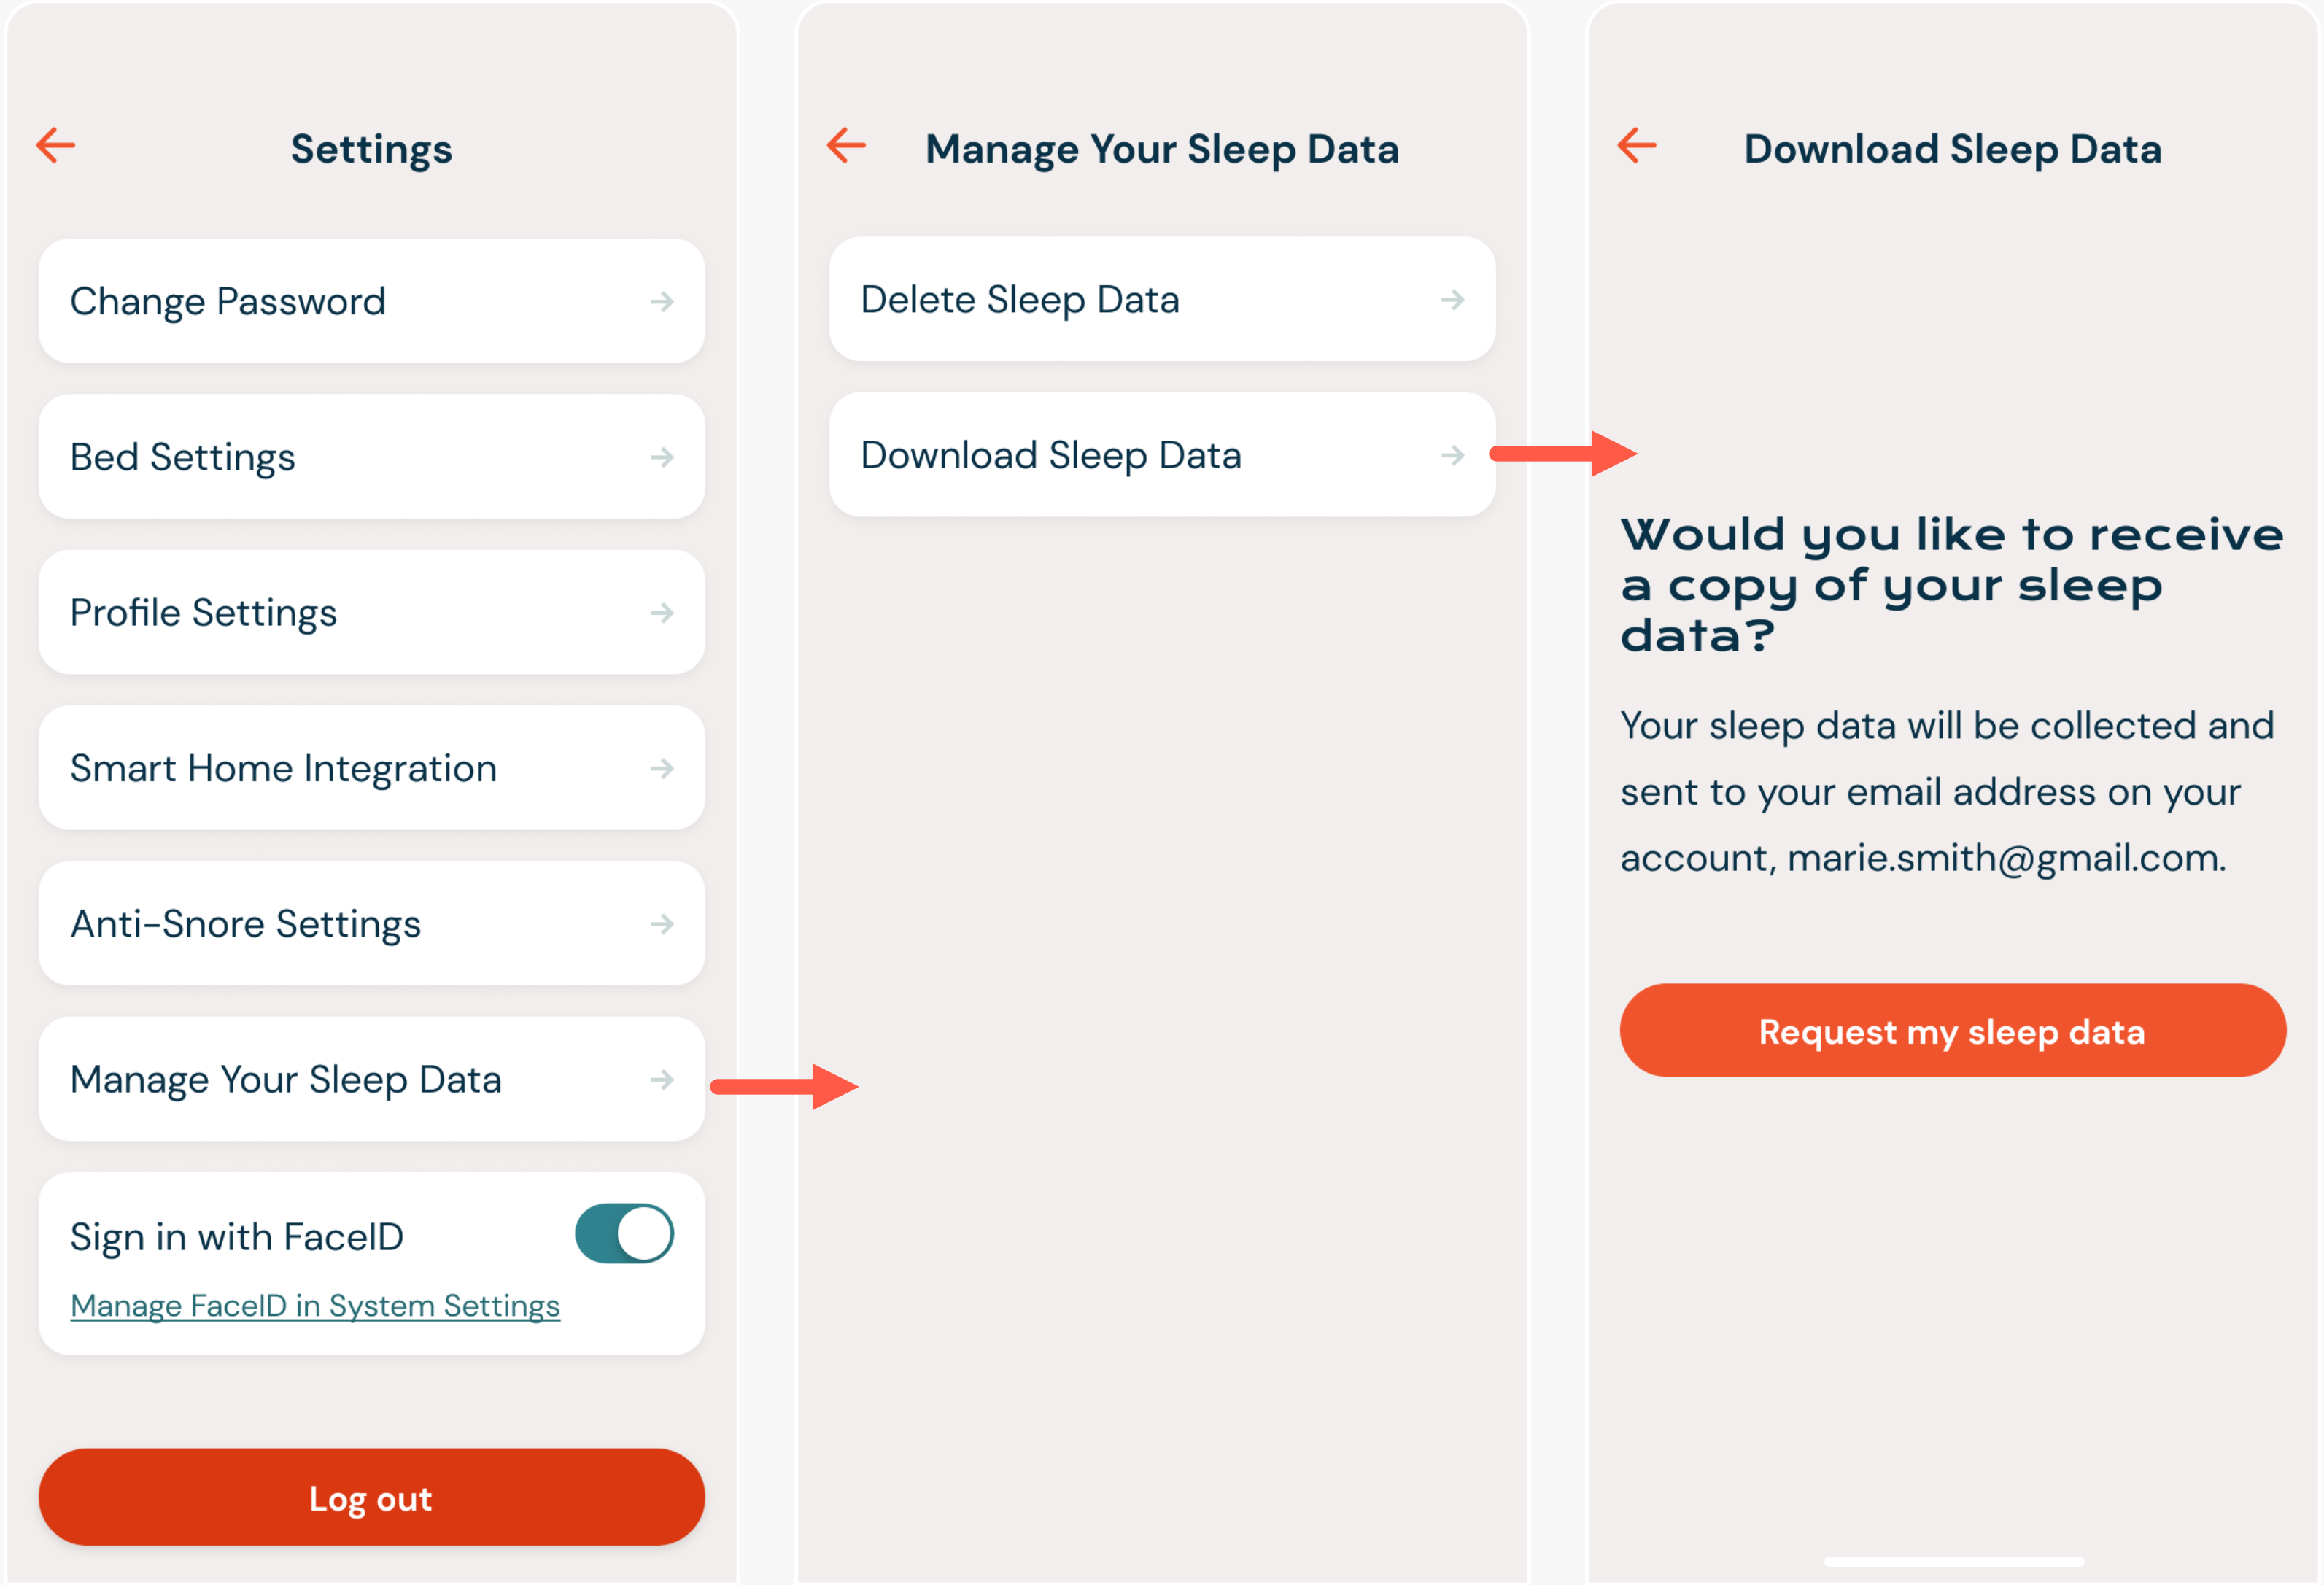 Settings
Change Password
Bed Settings
Profile Settings
Smart Home Integration
Anti-Snore Settings
Manage Your Sleep Data
Sign in with FaceID
Manage FaceID in System Settings
Log out
Manage Your Sleep Data
Delete Sleep Data
Download Sleep Data
Download Sleep Data
Would you like to receive
a copy of your sleep
data?
Your sleep data will be collected and
sent to your email address on your
account, marie.smith@gmail.com.
Request my sleep data